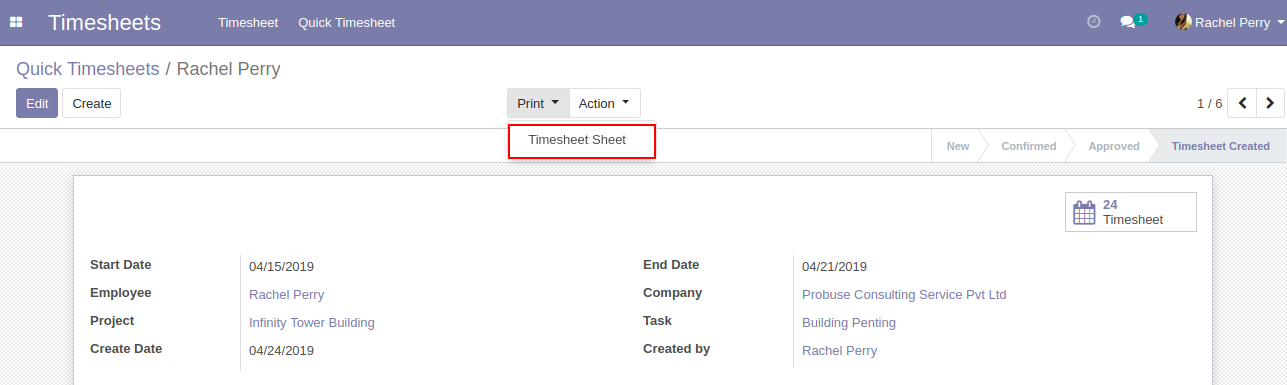 Timesheets Timesheet Quick Timesheet 1 Rachel Perry
Quick Timesheets / Rachel Perry
Edit Create Print Action 1 / 6
Timesheet Sheet
New Confirmed Approved Timesheet Created
24
Timesheet
Start Date 04/15/2019 End Date 04/21/2019
Employee Rachel Perry Company Probuse Consulting Service Pvt Ltd
Project Infinity Tower Building Task Building Penting
Create Date 04/24/2019 Created by Rachel Perry